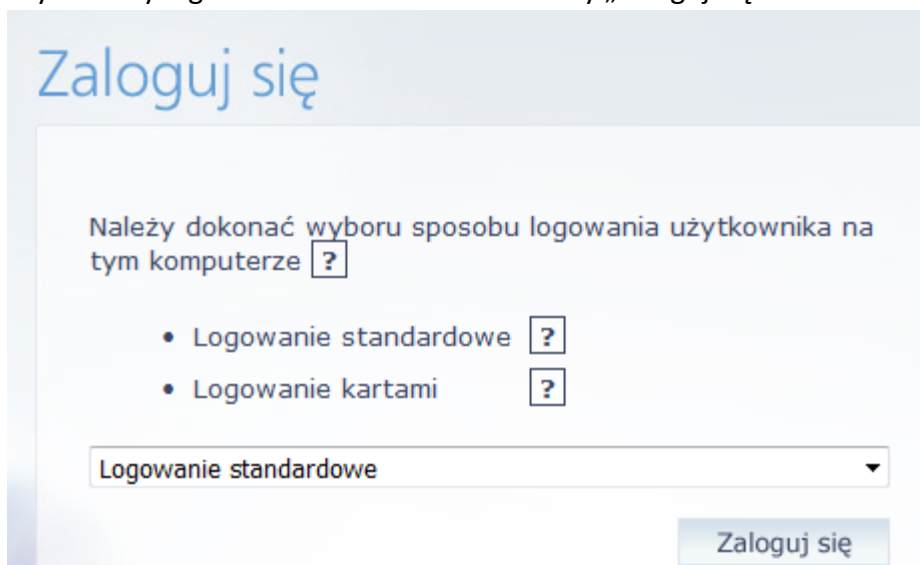 Zaloguj się
Należy dokonać wyboru sposobu logowania użytkownika na
tym komputerze ?
• Logowanie standardowe ?
• Logowanie kartami ?
Logowanie standardowe
Zaloguj się